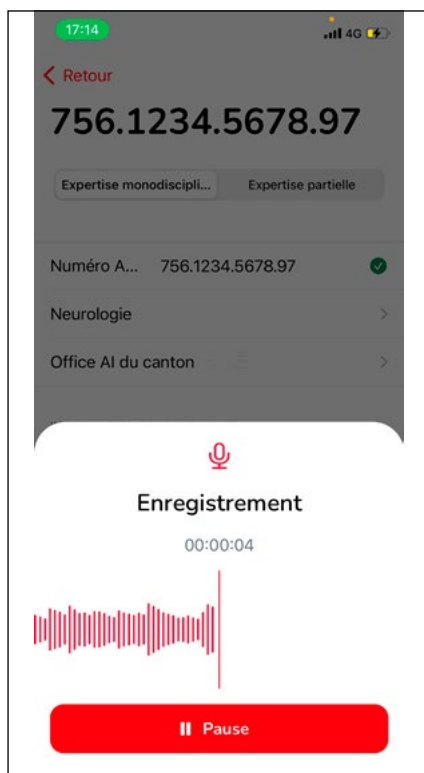 17:14
4G
Retour
756.1234.5678.97
Expertise monodiscipli... Expertise partielle
Numéro A... 756.1234.5678.97
Neurologie
Office AI du canton
Enregistrement
00:00:04
Pause